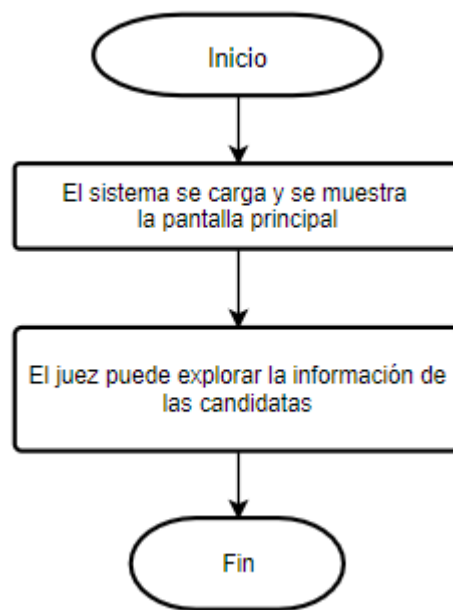 Inicio
El sistema se carga y se muestra
la pantalla principal
El juez puede explorar la información de
las candidatas
Fin